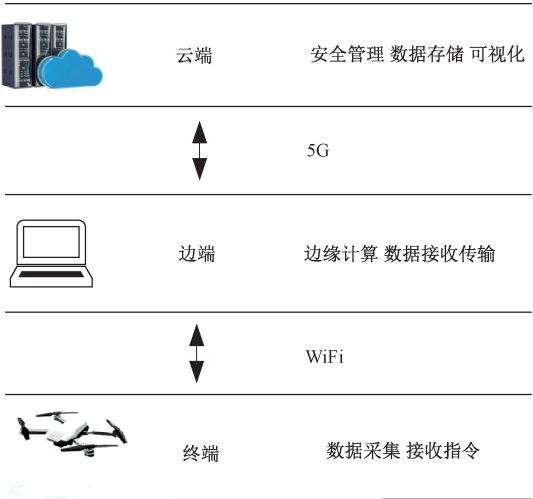 云端 安全管理 数据存储 可视化
5G
边端 边缘计算 数据接收传输
WiFi
终端 数据采集 接收指令